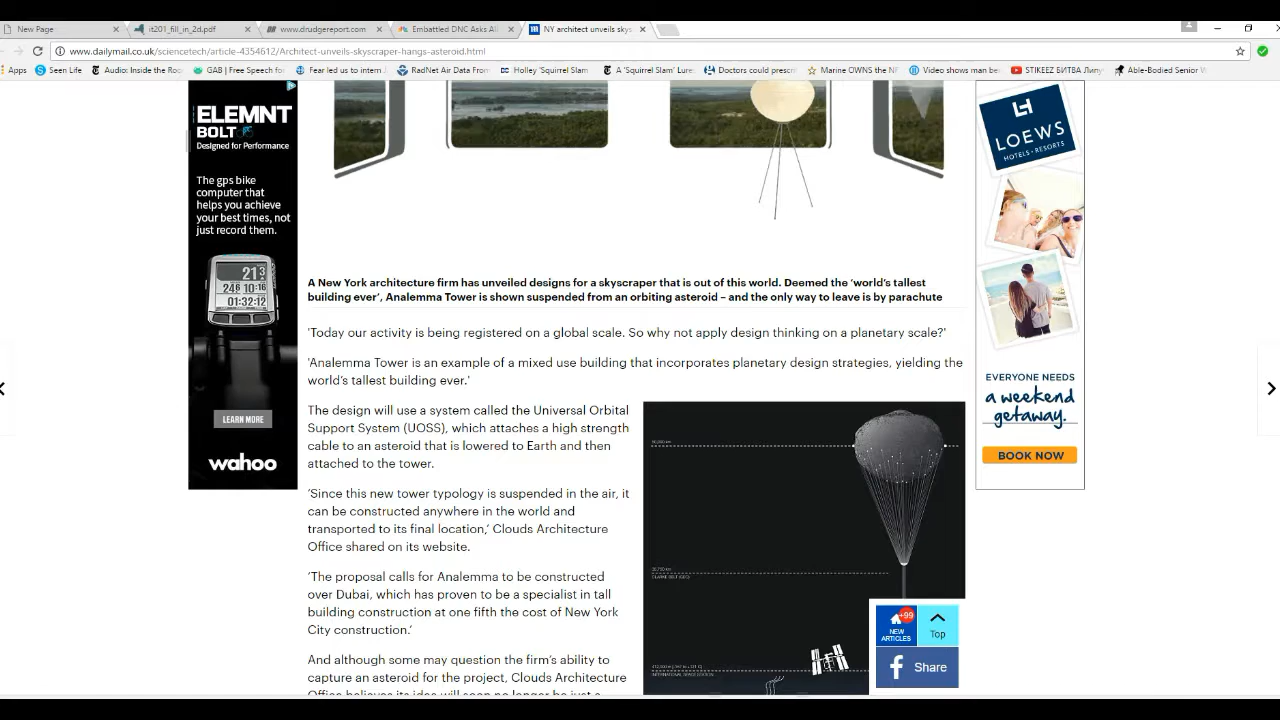 New Page
it201_fill_in_2d.pdf
www.drudgereport.com
Embattled DNC Asks All
NY architect unveils skys
www.dailymail.co.uk/sciencetech/article-4354612/Architect-unveils-skyscraper-hangs-asteroid.html
Apps
Seen Life
Audix Inside the Roo
GAB | Free Speech fo
Fear led us to intern J
RadNet Air Data From
Holley 'Squirrel Slam
A 'Squirrel Slam' Lure
Doctors could prescr
Marine OWNS the NF
Video shows man be
STIKEEZ БИТВА Липу
Able-Bodied Senior W
ELEMNT
BOLT
Designed for Performance
The gps bike
computer that
helps you achieve
your best times, not
just record them.
21.3
248 10:16
01:32:12
LEARN MORE
wahoo
LOEWS
HOTELS • RESORTS
EVERYONE NEEDS
a weekend
getaway.
BOOK NOW
A New York architecture firm has unveiled designs for a skyscraper that is out of this world. Deemed the 'world's tallest
building ever', Analemma Tower is shown suspended from an orbiting asteroid – and the only way to leave is by parachute
'Today our activity is being registered on a global scale. So why not apply design thinking on a planetary scale?'
'Analemma Tower is an example of a mixed use building that incorporates planetary design strategies, yielding the
world's tallest building ever.'
The design will use a system called the Universal Orbital
Support System (UOSS), which attaches a high strength
cable to an asteroid that is lowered to Earth and then
attached to the tower.
'Since this new tower typology is suspended in the air, it
can be constructed anywhere in the world and
transported to its final location,' Clouds Architecture
Office shared on its website.
'The proposal calls for Analemma to be constructed
over Dubai, which has proven to be a specialist in tall
building construction at one fifth the cost of New York
City construction.'
And although some may question the firm's ability to
capture an asteroid for the project, Clouds Architecture
Office believes its idea will soon no longer be just a
INTERNATIONAL SPACE STATION
+99
NEW
ARTICLES
Top
Share